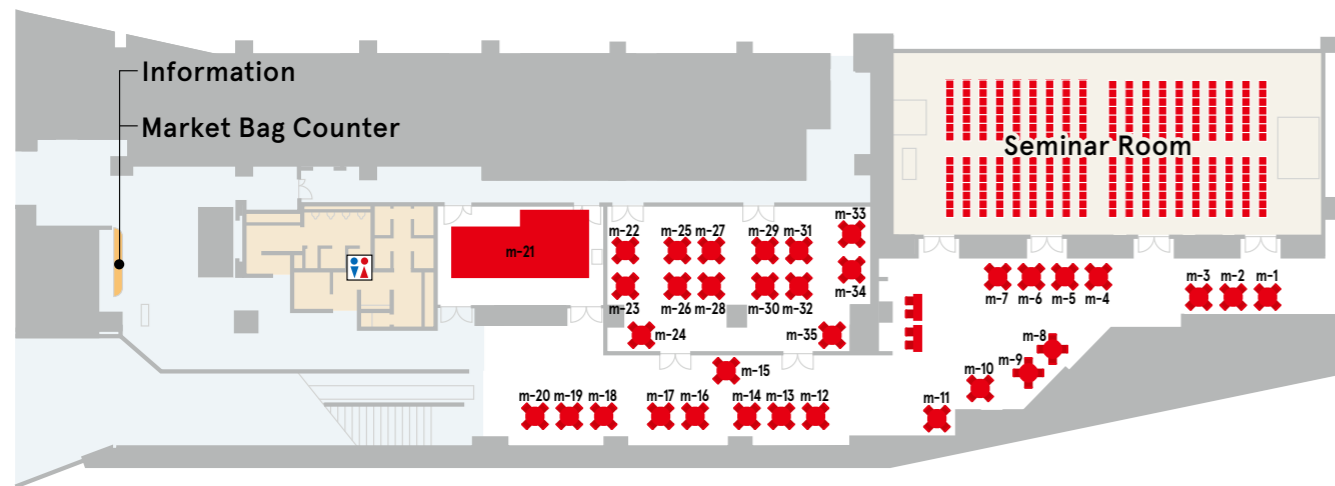 Information
Market Bag Counter
Seminar Room
m-33
m-22
m-25
m-27
m-29
m-31
m-21
m-34
m-23
m-26
m-28
m-30
m-32
m-7
m-6
m-5
m-4
m-3
m-2
m-1
m-24
m-35
m-8
m-9
m-15
m-10
m-20
m-19
m-18
m-17
m-16
m-14
m-13
m-12
m-11